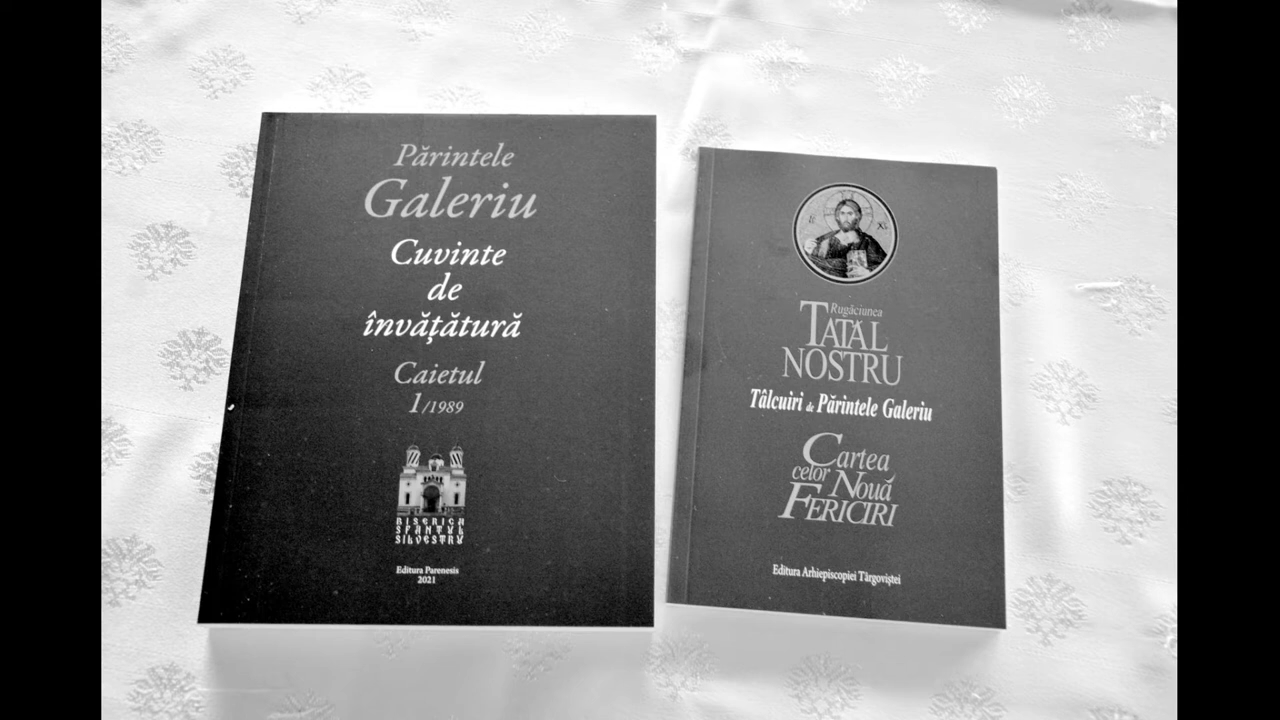 Părintele
Galeriu
Cuvinte
de
învățătură
Caietul
1/1989
BISERICA
SFANTUL
SILVESTRU
Editura Parenesis
2021
Rugăciunea
TATĂL
NOSTRU
Tâlcuiri de Părintele Galeriu
Cartea
celor Nouă
FERICIRI
Editura Arhiepiscopiei Târgoviștei